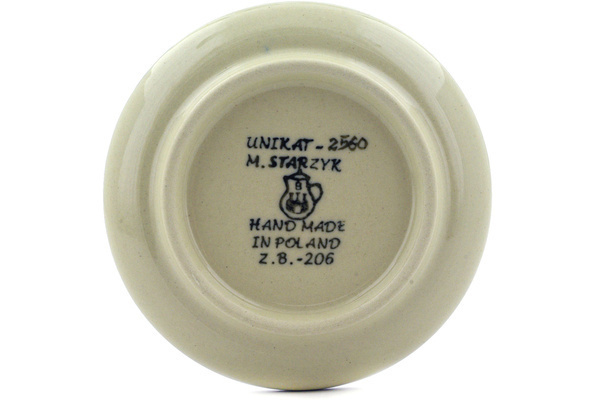 UNIKAT-2560
M. STARZYK
B
HAND MADE
IN POLAND
Z.B.-206